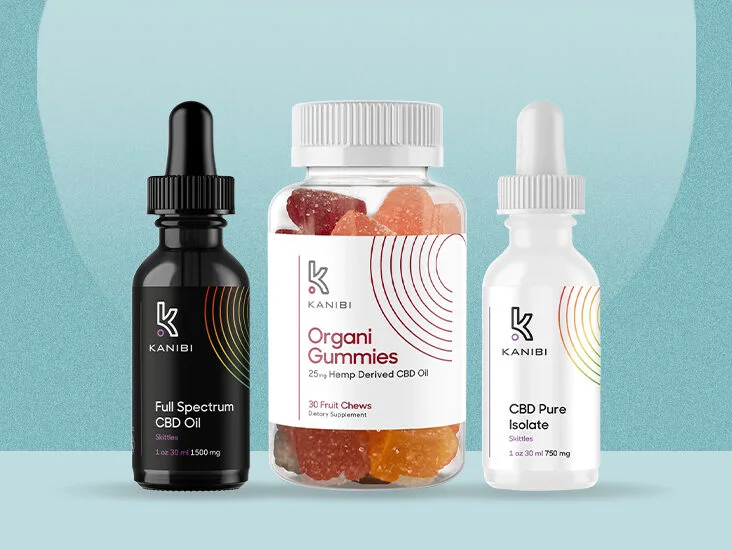 KANIBI
Full Spectrum
CBD Oil
Skittles
1 oz 30 ml 1500 mg
KANIBI
Organi
Gummies
25mg Hemp Derived CBD Oil
30 Fruit Chews
Dietary Supplement
KANIBI
CBD Pure
Isolate
Skittles
1 oz 30 ml 750 mg